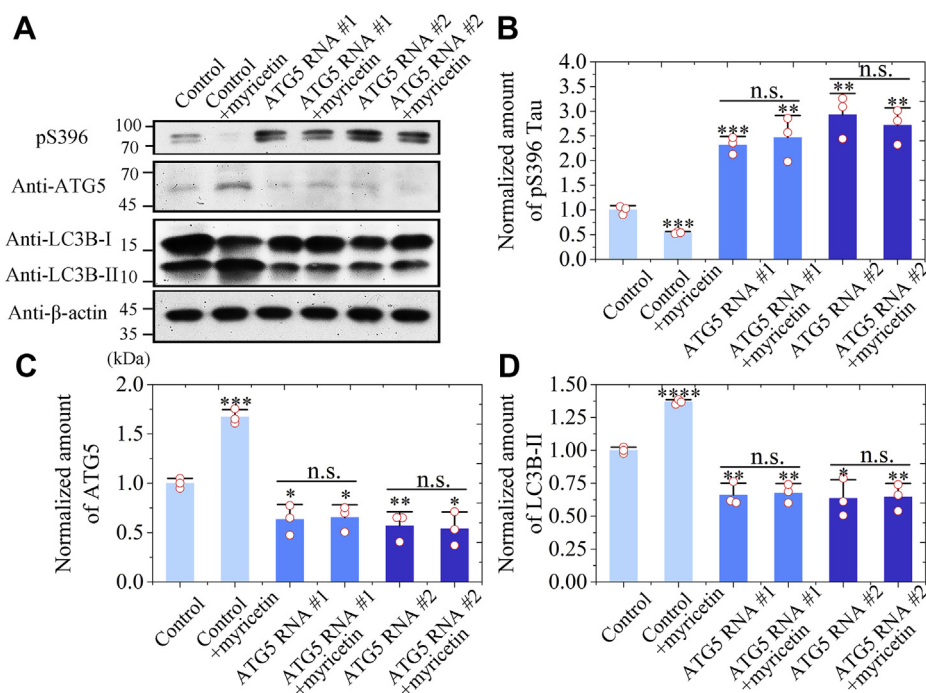 A
Control
Control
+myricetin
ATG5 RNA #1
ATG5 RNA #1
+myricetin
ATG5 RNA #2
ATG5 RNA #2
+myricetin
pS396
100
70
Anti-ATG5
70
45
Anti-LC3B-I
15
Anti-LC3B-II
10
Anti-β-actin
45
35
(kDa)
B
Normalized amount
of pS396 Tau
4.0
3.5
3.0
2.5
2.0
1.5
1.0
0.5
0.0
***
***
**
n.s.
**
**
n.s.
Control
Control
+myricetin
ATG5 RNA #1
ATG5 RNA #1
+myricetin
ATG5 RNA #2
ATG5 RNA #2
+myricetin
C
Normalized amount
of ATG5
2.0
1.5
1.0
0.5
0.0
***
*
*
n.s.
**
*
n.s.
Control
Control
+myricetin
ATG5 RNA #1
ATG5 RNA #1
+myricetin
ATG5 RNA #2
ATG5 RNA #2
+myricetin
D
Normalized amount
of LC3B-II
1.50
1.25
1.00
0.75
0.50
0.25
0.00
****
**
**
n.s.
*
**
n.s.
Control
Control
+myricetin
ATG5 RNA #1
ATG5 RNA #1
+myricetin
ATG5 RNA #2
ATG5 RNA #2
+myricetin